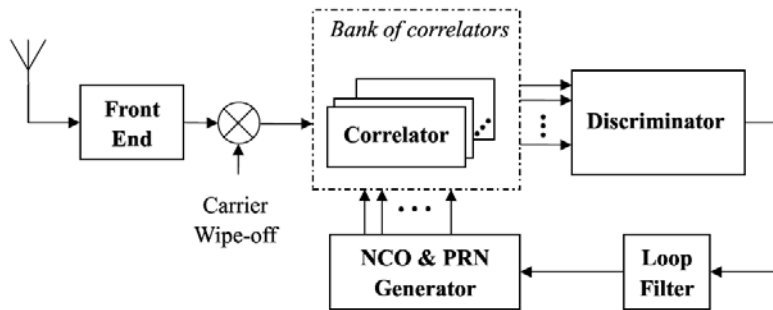 Bank of correlators
Front
End
Correlator
Discriminator
Carrier
Wipe-off
NCO & PRN
Generator
Loop
Filter